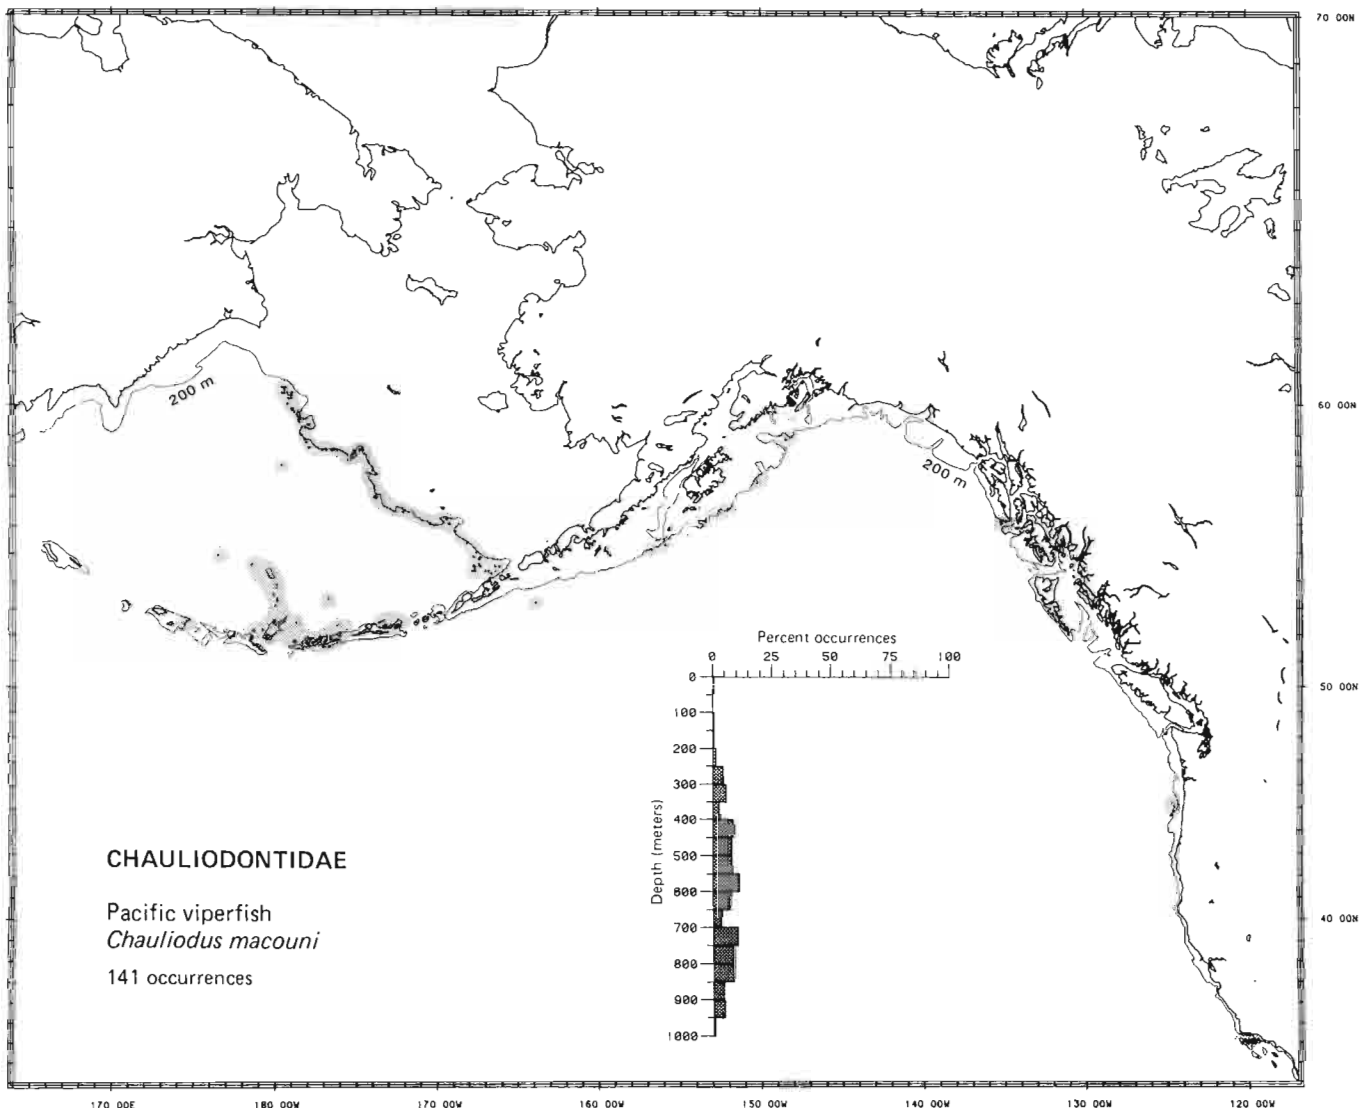 70 00N
200 m
60 00N
200 m
Percent occurrences
0 25 50 75 100
50 00N
0
100
200
300
400
500
600
700
800
900
1000
Depth (meters)
CHAULIODONTIDAE
Pacific viperfish
Chauliodus macouni
141 occurrences
40 00N
170 00E 180 00W 170 00W 160 00W 150 00W 140 00W 130 00W 120 00W